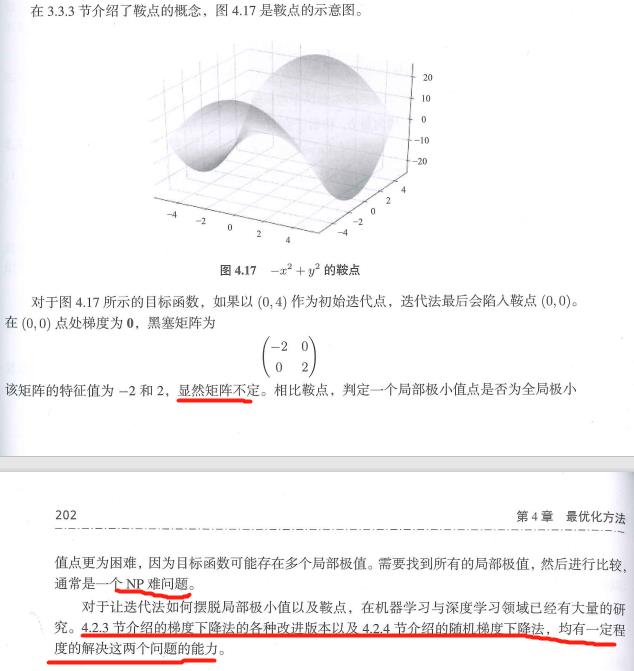 在 3.3.3 节介绍了鞍点的概念，图 4.17 是鞍点的示意图。
20
10
0
−10
−20
4
2
0
−2
−4
−4
−2
0
2
4
图 4.17 −x² + y² 的鞍点
对于图 4.17 所示的目标函数，如果以 (0, 4) 作为初始迭代点，迭代法最后会陷入鞍点 (0, 0)。
在 (0, 0) 点处梯度为 0，黑塞矩阵为
−2 0
0 2
该矩阵的特征值为 −2 和 2，显然矩阵不定。相比鞍点，判定一个局部极小值点是否为全局极小
202 第 4 章 最优化方法
值点更为困难，因为目标函数可能存在多个局部极值。需要找到所有的局部极值，然后进行比较，
通常是一个 NP 难问题。
对于让迭代法如何摆脱局部极小值以及鞍点，在机器学习与深度学习领域已经有大量的研
究。4.2.3 节介绍的梯度下降法的各种改进版本以及 4.2.4 节介绍的随机梯度下降法，均有一定程
度的解决这两个问题的能力。